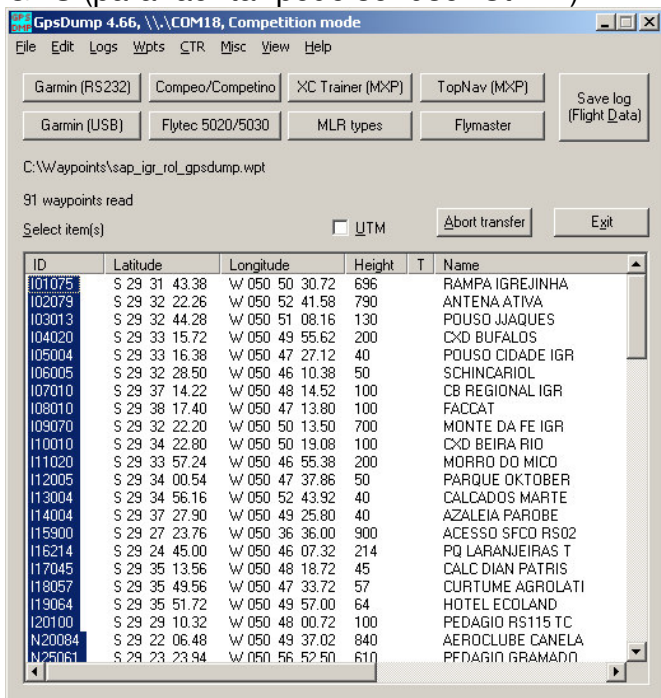 GpsDump 4.66, \\.\COM18, Competition mode
File Edit Logs Wpts CTR Misc View Help
Garmin (RS232) Compeo/Competino XC Trainer (MXP) TopNav (MXP) Save log (Flight Data)
Garmin (USB) Flytec 5020/5030 MLR types Flymaster
C:\Waypoints\sap_igr_rol_gpsdump.wpt
91 waypoints read
Select item(s) UTM Abort transfer Exit
ID Latitude Longitude Height T Name
I01075 S 29 31 43.38 W 050 50 30.72 696 RAMPA IGREJINHA
I02079 S 29 32 22.26 W 050 52 41.58 790 ANTENA ATIVA
I03013 S 29 32 44.28 W 050 51 08.16 130 POUSO JJAQUES
I04020 S 29 33 15.72 W 050 49 55.62 200 CXD BUFALOS
I05004 S 29 33 16.38 W 050 47 27.12 40 POUSO CIDADE IGR
I06005 S 29 32 28.50 W 050 46 10.38 50 SCHINCARIOL
I07010 S 29 37 14.22 W 050 48 14.52 100 CB REGIONAL IGR
I08010 S 29 38 17.40 W 050 47 13.80 100 FACCAT
I09070 S 29 32 22.20 W 050 50 13.50 700 MONTE DA FE IGR
I10010 S 29 34 22.80 W 050 50 19.08 100 CXD BEIRA RIO
I11020 S 29 33 57.24 W 050 46 55.38 200 MORRO DO MICO
I12005 S 29 34 00.54 W 050 47 37.86 50 PARQUE OKTOBER
I13004 S 29 34 56.16 W 050 52 43.92 40 CALCADOS MARTE
I14004 S 29 37 27.90 W 050 49 25.80 40 AZALEIA PAROBE
I15900 S 29 27 23.76 W 050 36 36.00 900 ACESSO SFCO RS02
I16214 S 29 24 45.00 W 050 46 07.32 214 PQ LARANJEIRAS T
I17045 S 29 35 13.56 W 050 48 18.72 45 CALC DIAN PATRIS
I18057 S 29 35 49.56 W 050 47 33.72 57 CURTUME AGROLATI
I19064 S 29 35 51.72 W 050 49 57.00 64 HOTEL ECOLAND
I20100 S 29 29 10.32 W 050 48 00.72 100 PEDAGIO RS115 TC
N20084 S 29 22 06.48 W 050 49 37.02 840 AEROCLUBE CANELA
N25061 S 29 23 23.94 W 050 56 52.50 610 PEDAGIO GRAMADO